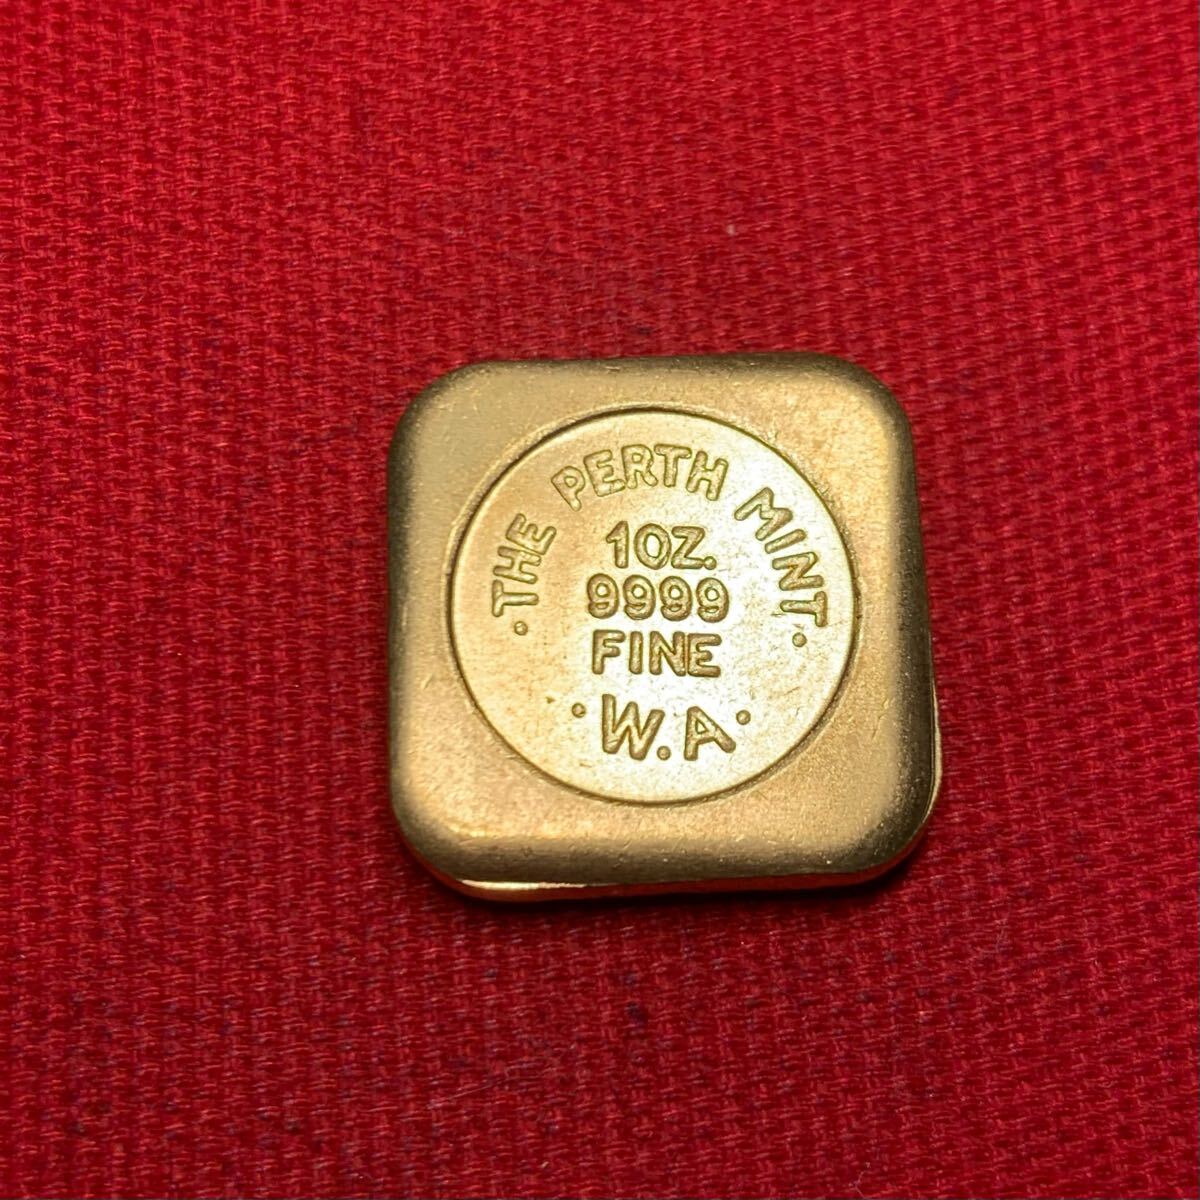 · THE PERTH MINT ·
1OZ.
9999
FINE
· W.A ·